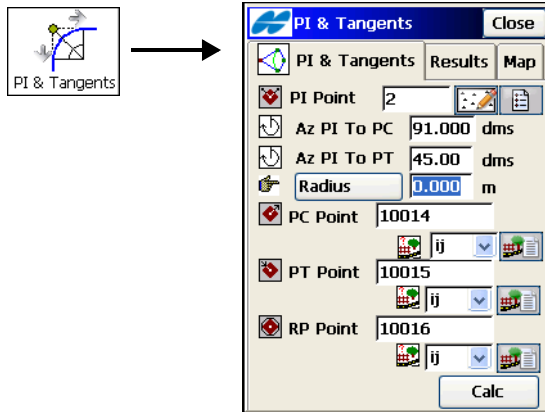 PI & Tangents
PI & Tangents Close
PI & Tangents Results Map
PI Point 2
Az PI To PC 91.000 dms
Az PI To PT 45.00 dms
Radius 0.000 m
PC Point 10014
ij
PT Point 10015
ij
RP Point 10016
ij
Calc